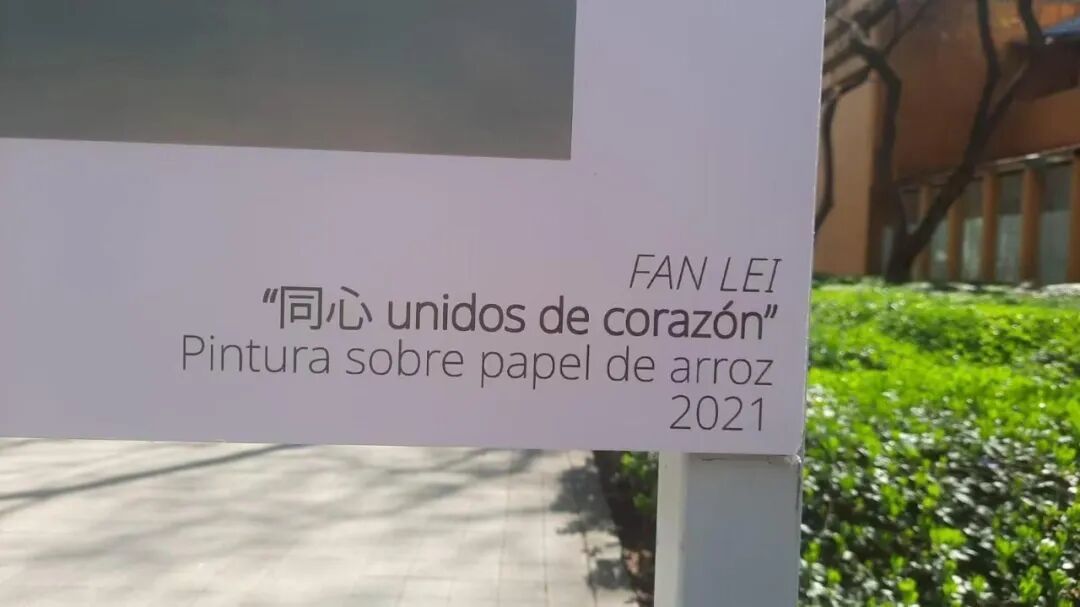 FAN LEI
“同心 unidos de corazón”
Pintura sobre papel de arroz
2021